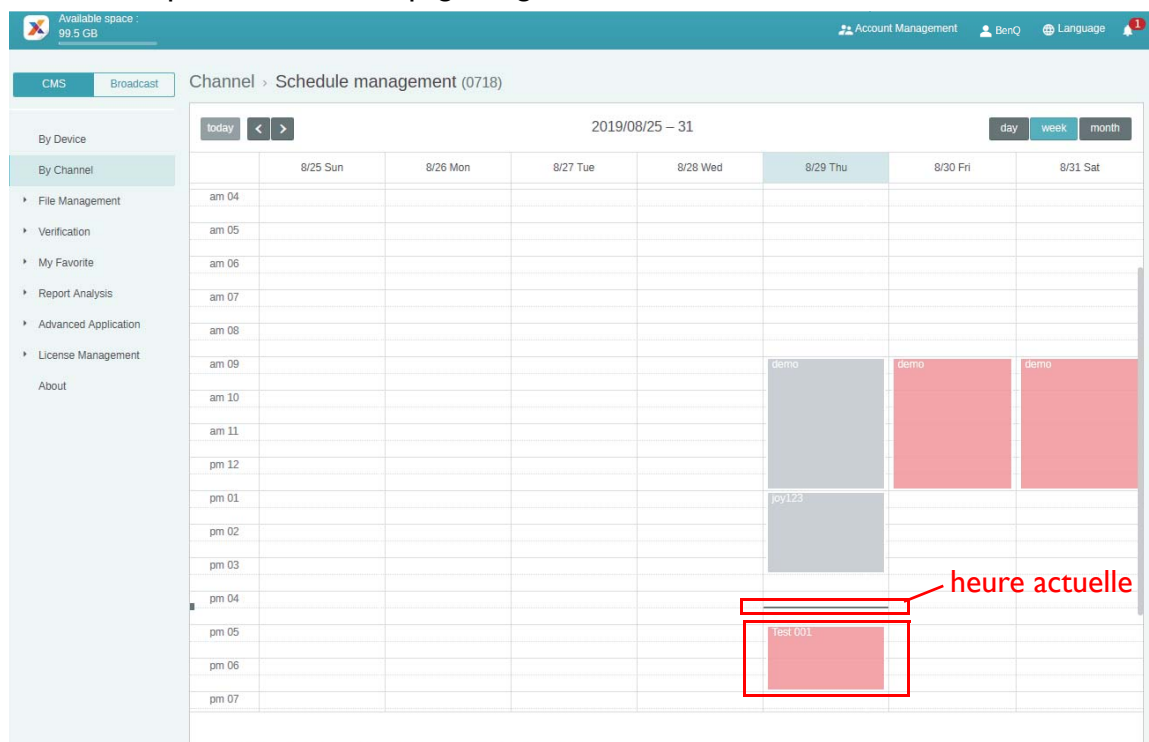 Available space :
99.5 GB
Account Management
BenQ
Language
1
CMS
Broadcast
Channel › Schedule management (0718)
By Device
By Channel
File Management
Verification
My Favorite
Report Analysis
Advanced Application
License Management
About
today
2019/08/25 – 31
day
week
month
8/25 Sun
8/26 Mon
8/27 Tue
8/28 Wed
8/29 Thu
8/30 Fri
8/31 Sat
am 04
am 05
am 06
am 07
am 08
am 09
demo
demo
demo
am 10
am 11
pm 12
pm 01
joy123
pm 02
pm 03
heure actuelle
pm 04
pm 05
Test 001
pm 06
pm 07